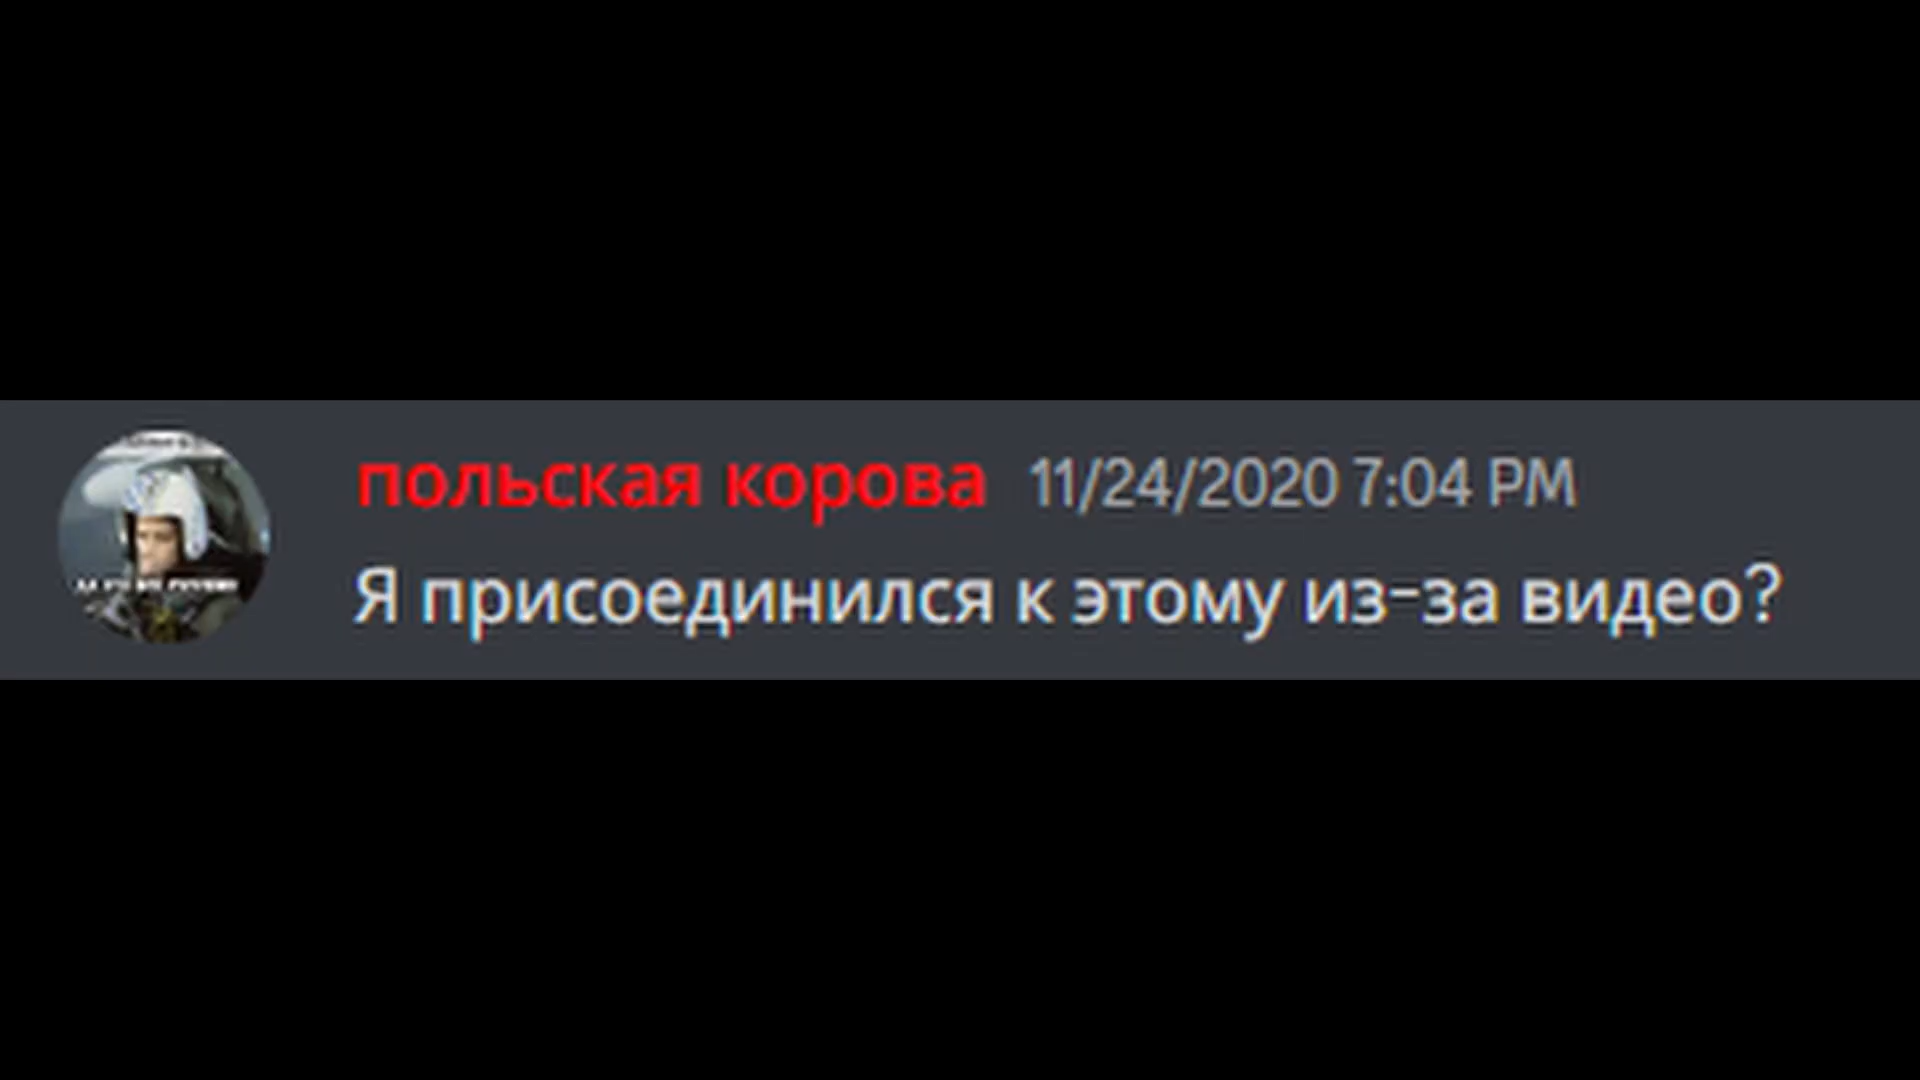 польская корова 11/24/2020 7:04 PM
Я присоединился к этому из-за видео?